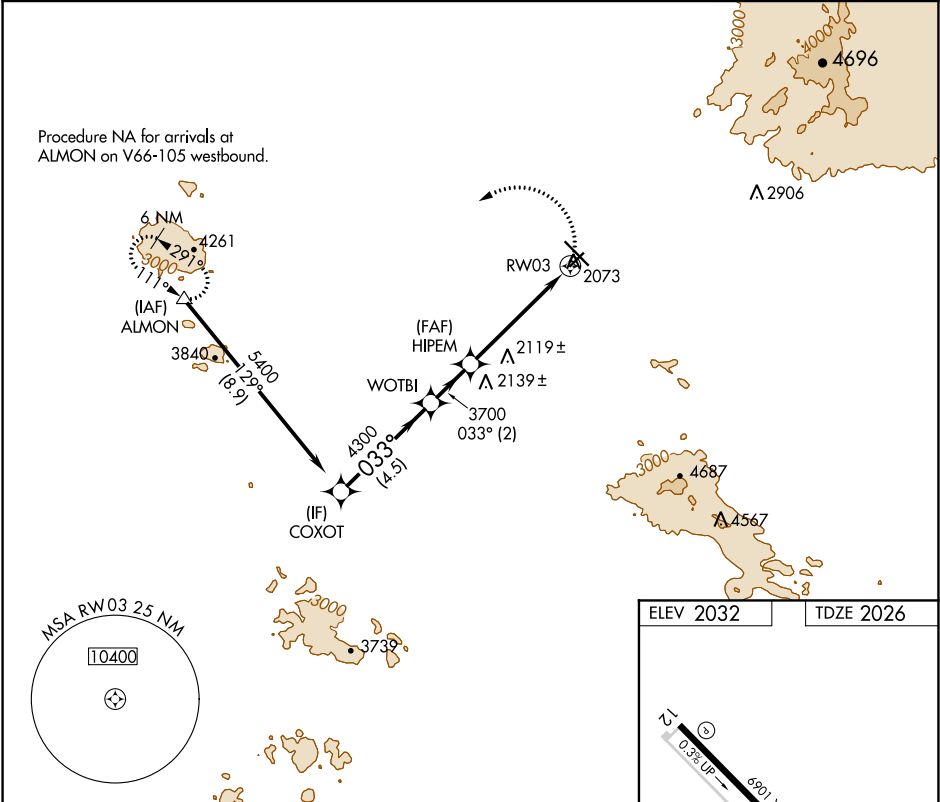 3000
4000
4696
Procedure NA for arrivals at
ALMON on V66-105 westbound.
2906
6 NM
4261
291°
3000
111°
RW03
2073
(IAF)
ALMON
(FAF)
HIPEM
2119±
3840
5400
129°
(8.9)
WOTBI
2139±
3700
033° (2)
4300
033°
(4.5)
3000
4687
(IF)
COXOT
4567
3000
3739
MSA RW03 25 NM
10400
ELEV 2032
TDZE 2026
12
P
0.3% UP
6901